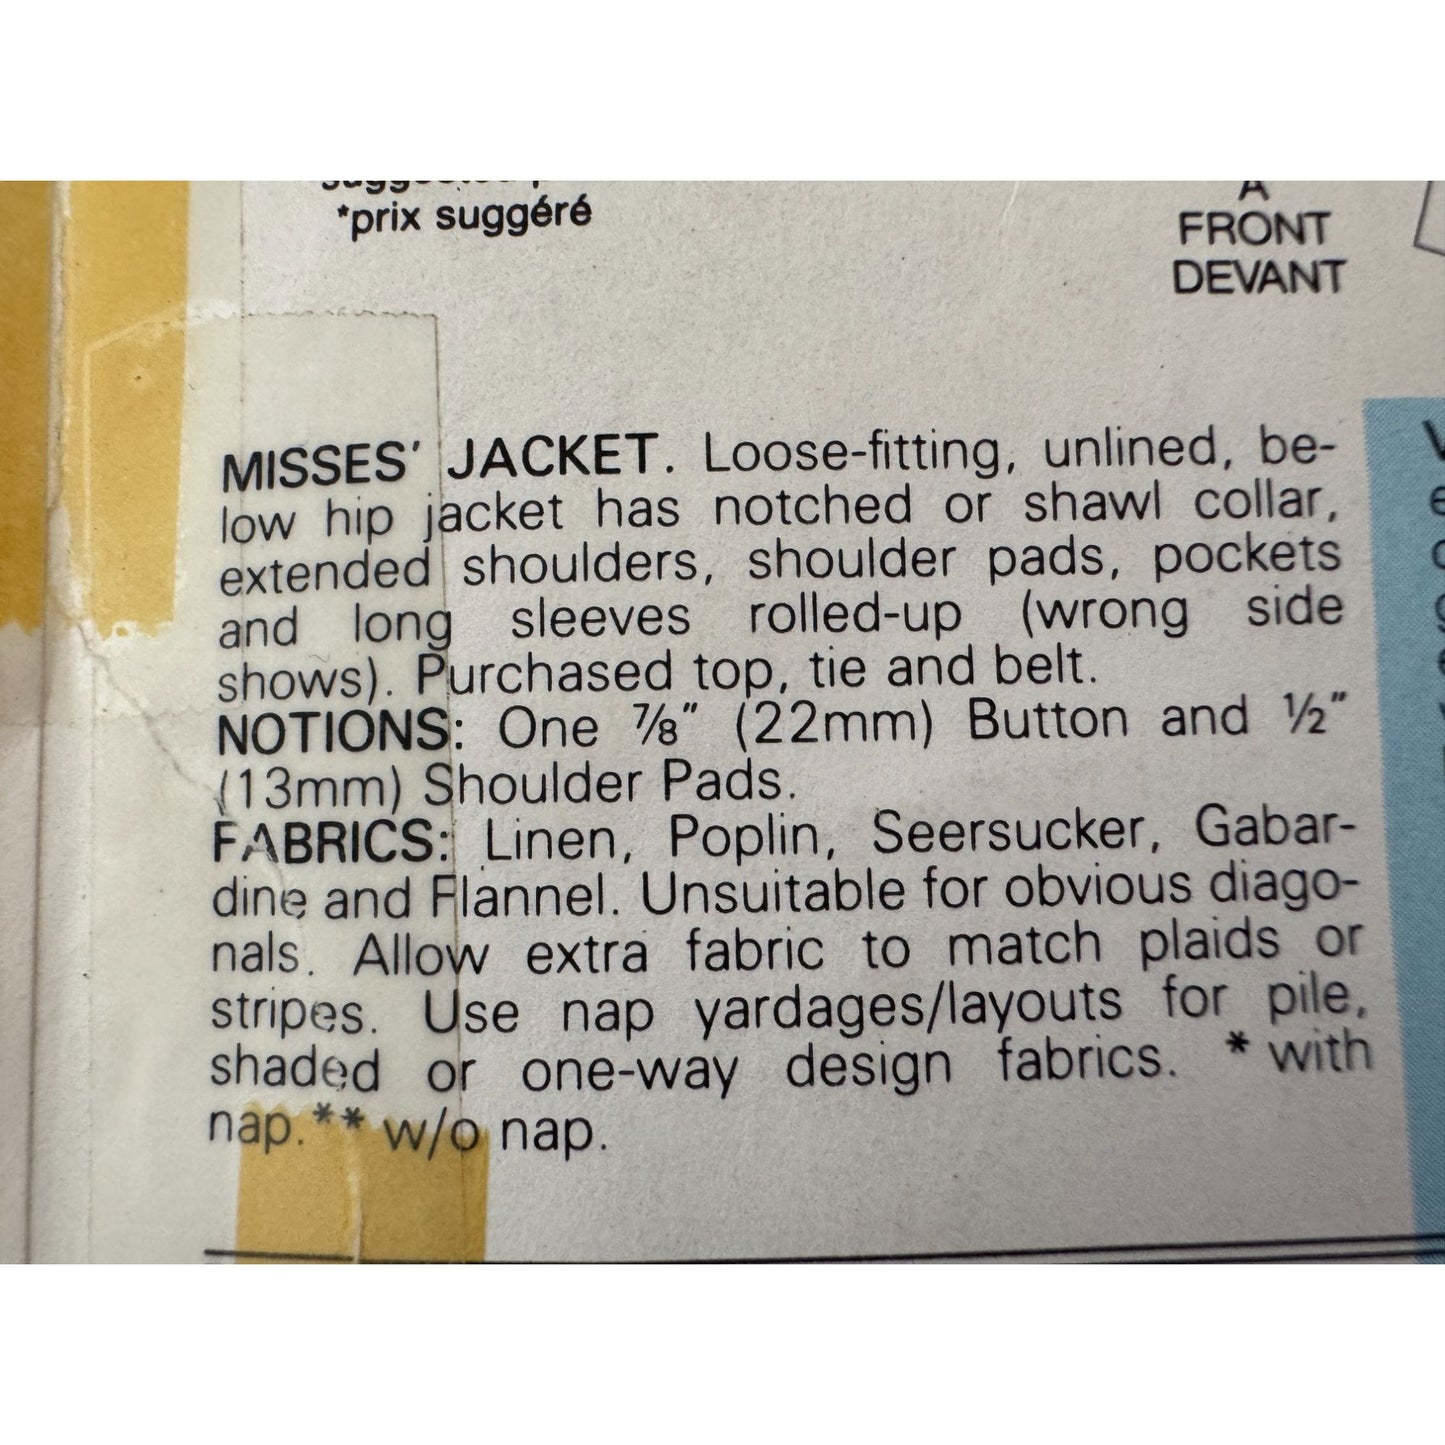 *prix suggéré
A
FRONT
DEVANT
MISSES' JACKET. Loose-fitting, unlined, be-
low hip jacket has notched or shawl collar,
extended shoulders, shoulder pads, pockets
and long sleeves rolled-up (wrong side
shows). Purchased top, tie and belt.
NOTIONS: One ⅞" (22mm) Button and ½"
(13mm) Shoulder Pads.
FABRICS: Linen, Poplin, Seersucker, Gabar-
dine and Flannel. Unsuitable for obvious diago-
nals. Allow extra fabric to match plaids or
stripes. Use nap yardages/layouts for pile,
shaded or one-way design fabrics. * with
nap.** w/o nap.